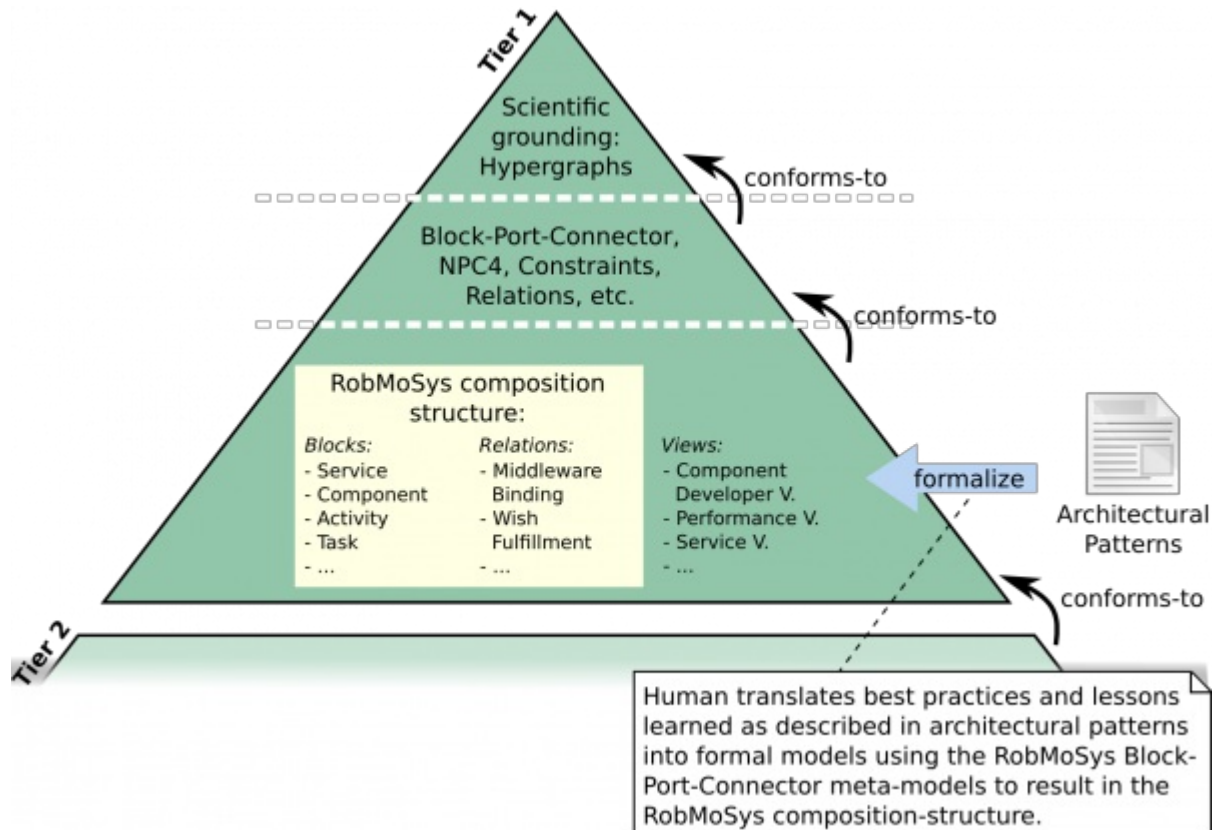 Tier 1
Scientific
grounding:
Hypergraphs
conforms-to
Block-Port-Connector,
NPC4, Constraints,
Relations, etc.
conforms-to
RobMoSys composition
structure:
Blocks:
- Service
- Component
- Activity
- Task
- ...
Relations:
- Middleware
Binding
- Wish
Fulfillment
- ...
Views:
- Component
Developer V.
- Performance V.
- Service V.
- ...
formalize
Architectural
Patterns
conforms-to
Tier 2
Human translates best practices and lessons
learned as described in architectural patterns
into formal models using the RobMoSys Block-
Port-Connector meta-models to result in the
RobMoSys composition-structure.